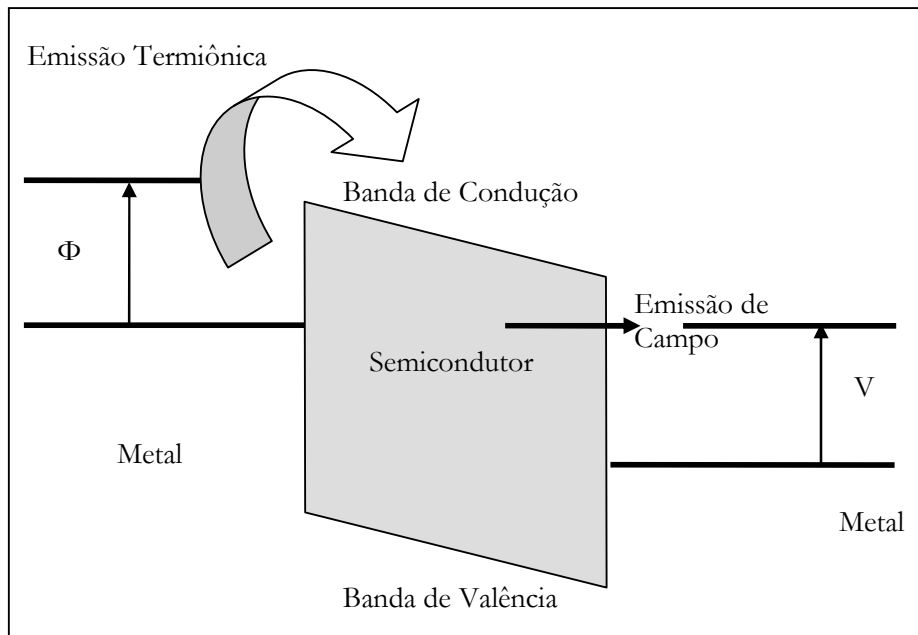 Emissão Termiônica
Banda de Condução
Φ
Emissão de
Campo
Semicondutor
V
Metal
Metal
Banda de Valência